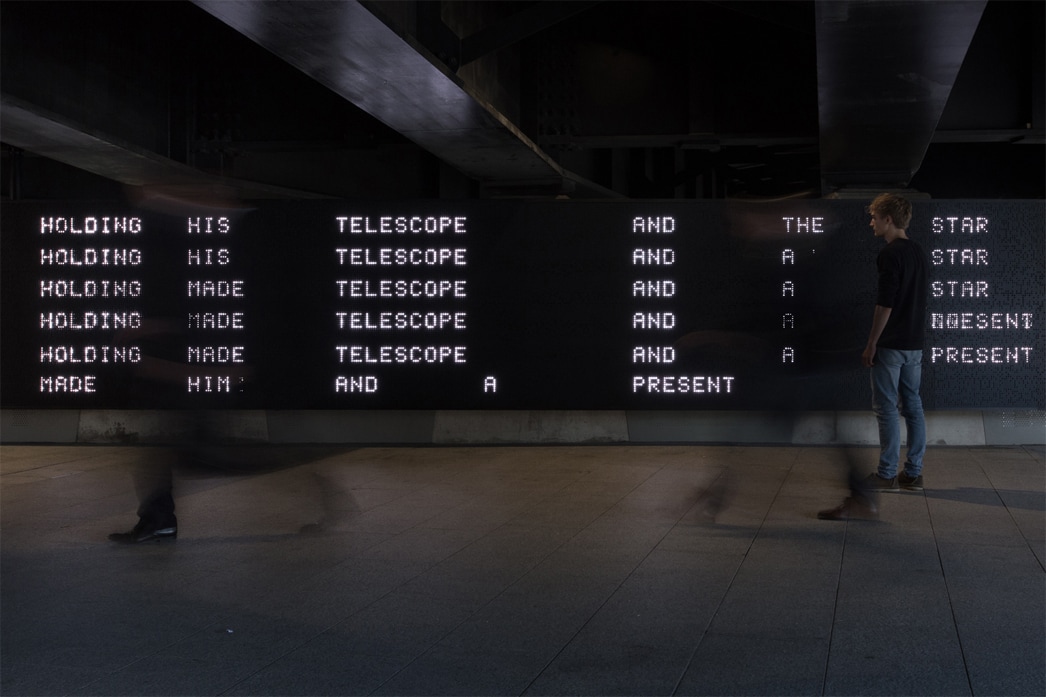 HOLDING HIS TELESCOPE AND THE STAR
HOLDING HIS TELESCOPE AND A STAR
HOLDING MADE TELESCOPE AND A STAR
HOLDING MADE TELESCOPE AND A
HOLDING MADE TELESCOPE AND A PRESENT
MADE HIM: AND A PRESENT